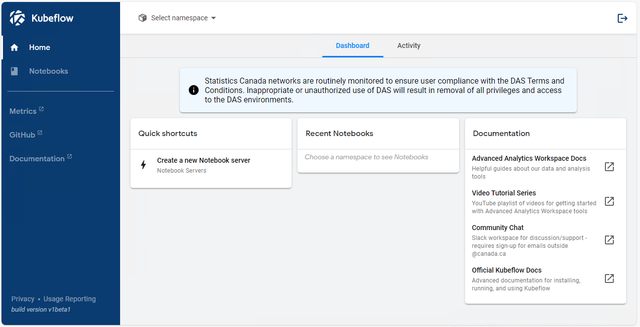 Kubeflow
Select namespace
Home
Notebooks
Metrics
GitHub
Documentation
Privacy • Usage Reporting
build version v1beta1
Dashboard
Activity
Statistics Canada networks are routinely monitored to ensure user compliance with the DAS Terms and
Conditions. Inappropriate or unauthorized use of DAS will result in removal of all privileges and access
to the DAS environments.
Quick shortcuts
Create a new Notebook server
Notebook Servers
Recent Notebooks
Choose a namespace to see Notebooks
Documentation
Advanced Analytics Workspace Docs
Helpful guides about our data and analysis
tools
Video Tutorial Series
YouTube playlist of videos for getting started
with Advanced Analytics Workspace tools
Community Chat
Slack workspace for discussion/support -
requires sign-up for emails outside
@canada.ca
Official Kubeflow Docs
Advanced documentation for installing,
running, and using Kubeflow